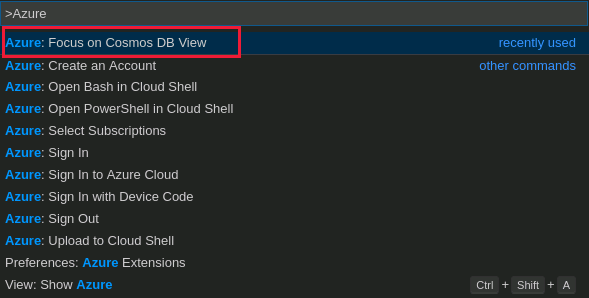 >Azure
Azure: Focus on Cosmos DB View recently used
Azure: Create an Account other commands
Azure: Open Bash in Cloud Shell
Azure: Open PowerShell in Cloud Shell
Azure: Select Subscriptions
Azure: Sign In
Azure: Sign In to Azure Cloud
Azure: Sign In with Device Code
Azure: Sign Out
Azure: Upload to Cloud Shell
Preferences: Azure Extensions
View: Show Azure Ctrl + Shift + A